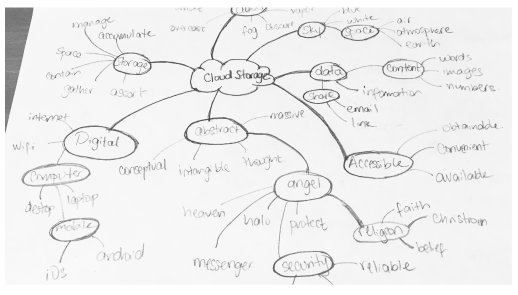 manage
accumulate
space
Storage
contain
gather
assort
Cloud Storage
fog
obscure
vapor
blue
Sky
white
space
air
atmosphere
earth
data
content
words
images
numbers
information
share
email
link
internet
Wifi
Digital
abstract
massive
conceptual
intangible
thought
Accessible
obtainable
Convenient
available
Computer
laptop
mobile
android
iOS
angel
heaven
halo
protect
messenger
security
reliable
religion
faith
belief